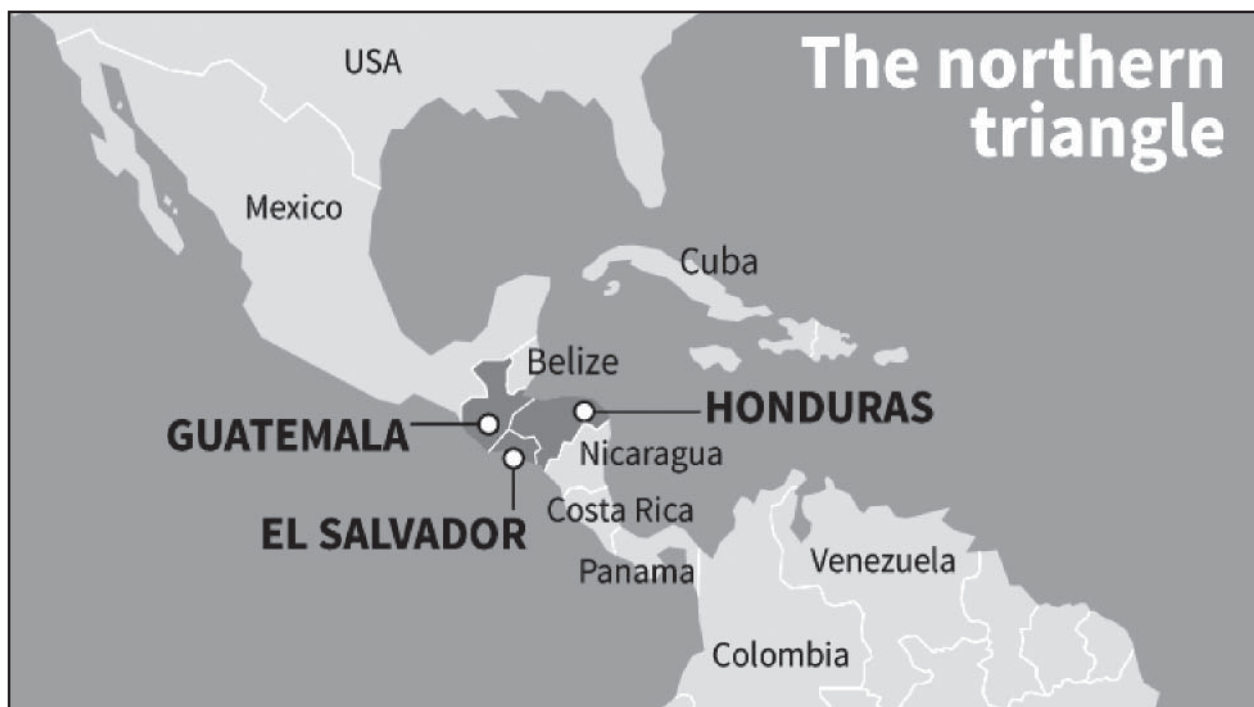 The northern
triangle
USA
Mexico
Cuba
Belize
HONDURAS
GUATEMALA
Nicaragua
Costa Rica
EL SALVADOR
Panama
Venezuela
Colombia